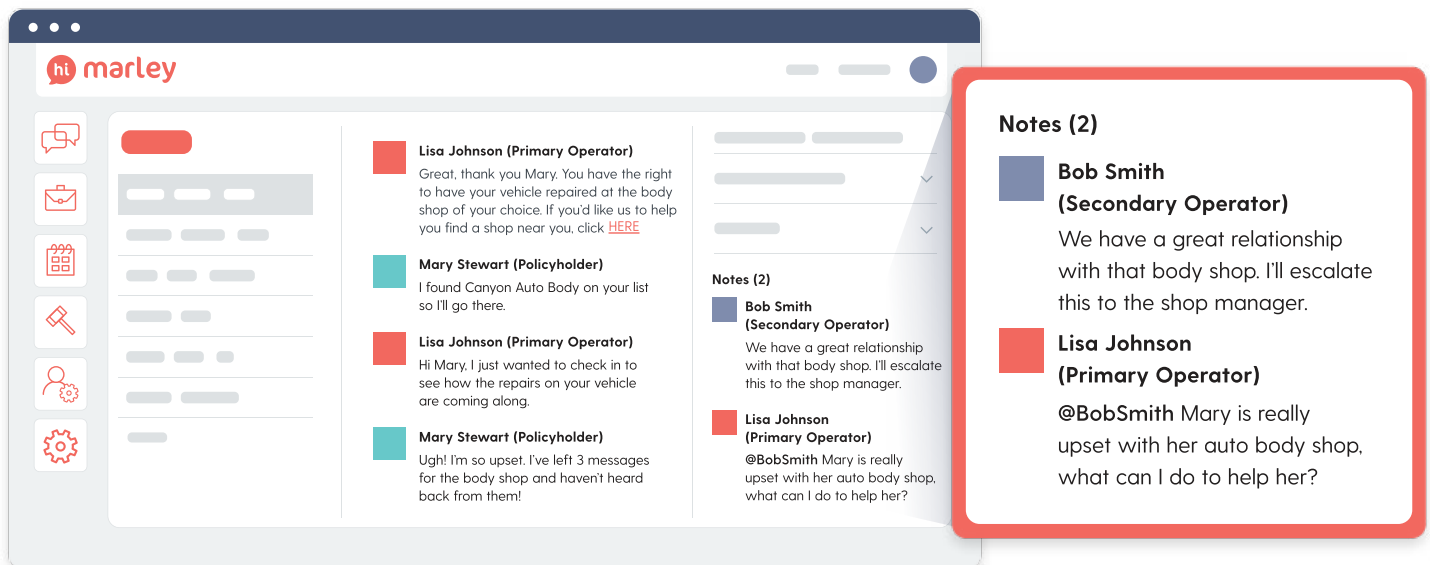 hi marley
Lisa Johnson (Primary Operator)
Great, thank you Mary. You have the right
to have your vehicle repaired at the body
shop of your choice. If you'd like us to help
you find a shop near you, click HERE
Mary Stewart (Policyholder)
I found Canyon Auto Body on your list
so I'll go there.
Lisa Johnson (Primary Operator)
Hi Mary, I just wanted to check in to
see how the repairs on your vehicle
are coming along.
Mary Stewart (Policyholder)
Ugh! I'm so upset. I've left 3 messages
for the body shop and haven't heard
back from them!
Notes (2)
Bob Smith
(Secondary Operator)
We have a great relationship
with that body shop. I'll escalate
this to the shop manager.
Lisa Johnson
(Primary Operator)
@BobSmith Mary is really
upset with her auto body shop,
what can I do to help her?
Notes (2)
Bob Smith
(Secondary Operator)
We have a great relationship
with that body shop. I'll escalate
this to the shop manager.
Lisa Johnson
(Primary Operator)
@BobSmith Mary is really
upset with her auto body shop,
what can I do to help her?